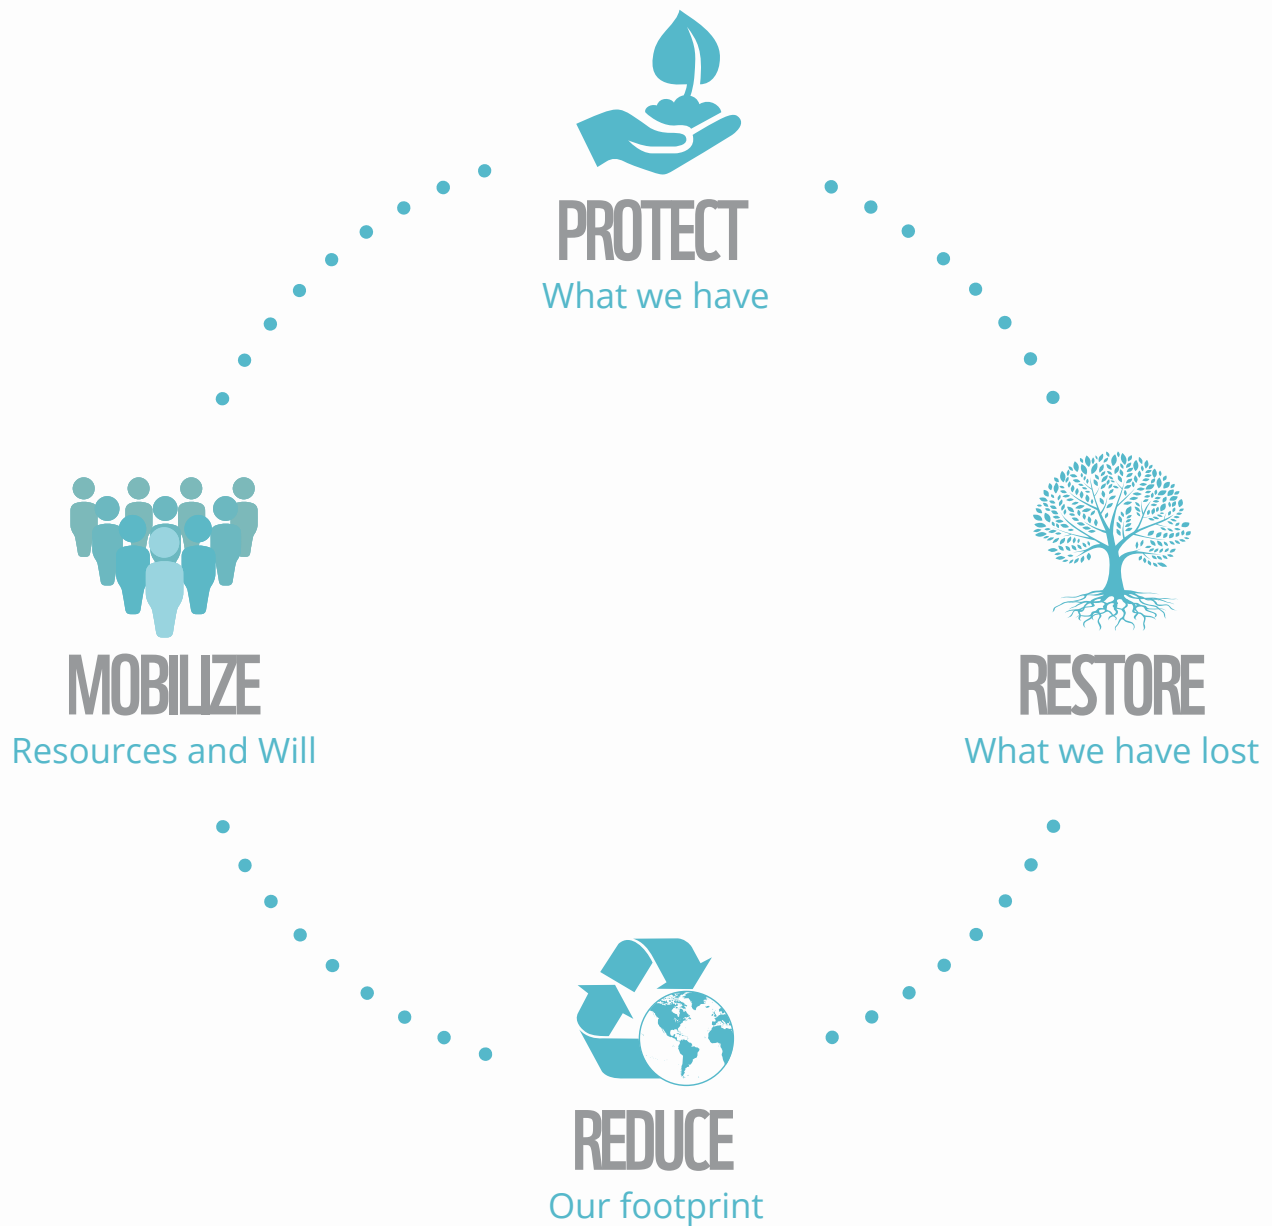 PROTECT
What we have
MOBILIZE
Resources and Will
RESTORE
What we have lost
REDUCE
Our footprint